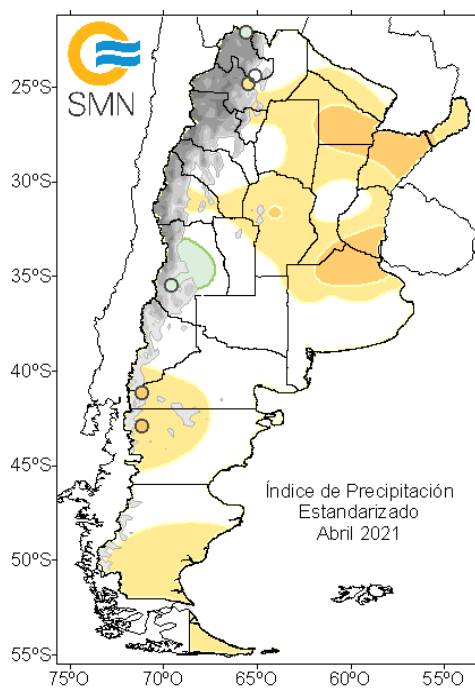 SMN
25ºS
30ºS
35ºS
40ºS
45ºS
50ºS
55ºS
Índice de Precipitación
Estandarizado
Abril 2021
75ºO 70ºO 65ºO 60ºO 55ºO